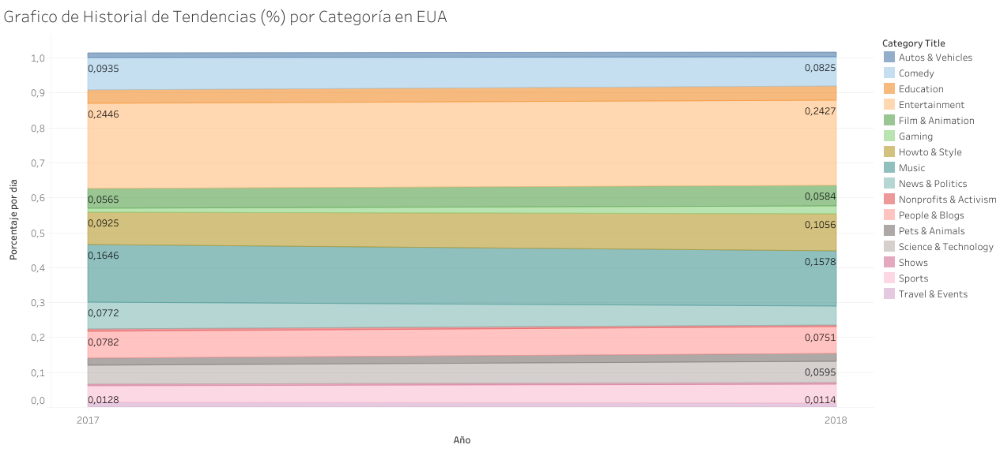 Grafico de Historial de Tendencias (%) por Categoría en EUA
Category Title
Autos & Vehicles
Comedy
Education
Entertainment
Film & Animation
Gaming
Howto & Style
Music
News & Politics
Nonprofits & Activism
People & Blogs
Pets & Animals
Science & Technology
Shows
Sports
Travel & Events
Porcentaje por dia
1,0
0,9
0,8
0,7
0,6
0,5
0,4
0,3
0,2
0,1
0,0
0,0935
0,2446
0,0565
0,0925
0,1646
0,0772
0,0782
0,0128
0,0825
0,2427
0,0584
0,1056
0,1578
0,0751
0,0595
0,0114
2017
2018
Año